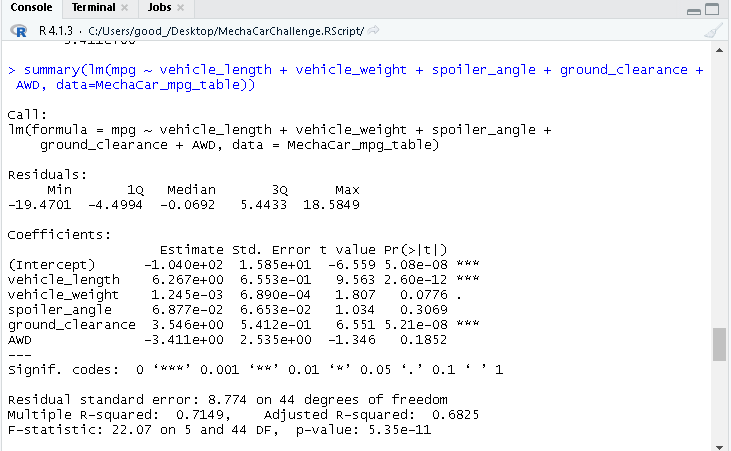 Console Terminal × Jobs ×
R 4.1.3 · C:/Users/good_/Desktop/MechaCarChallenge.RScript/
> summary(lm(mpg ~ vehicle_length + vehicle_weight + spoiler_angle + ground_clearance +
AWD, data=MechaCar_mpg_table))
Call:
lm(formula = mpg ~ vehicle_length + vehicle_weight + spoiler_angle +
ground_clearance + AWD, data = MechaCar_mpg_table)
Residuals:
Min 1Q Median 3Q Max
-19.4701 -4.4994 -0.0692 5.4433 18.5849
Coefficients:
Estimate Std. Error t value Pr(>|t|)
(Intercept) -1.040e+02 1.585e+01 -6.559 5.08e-08 ***
vehicle_length 6.267e+00 6.553e-01 9.563 2.60e-12 ***
vehicle_weight 1.245e-03 6.890e-04 1.807 0.0776 .
spoiler_angle 6.877e-02 6.653e-02 1.034 0.3069
ground_clearance 3.546e+00 5.412e-01 6.551 5.21e-08 ***
AWD -3.411e+00 2.535e+00 -1.346 0.1852
---
Signif. codes: 0 ‘***’ 0.001 ‘**’ 0.01 ‘*’ 0.05 ‘.’ 0.1 ‘ ’ 1
Residual standard error: 8.774 on 44 degrees of freedom
Multiple R-squared: 0.7149, Adjusted R-squared: 0.6825
F-statistic: 22.07 on 5 and 44 DF, p-value: 5.35e-11